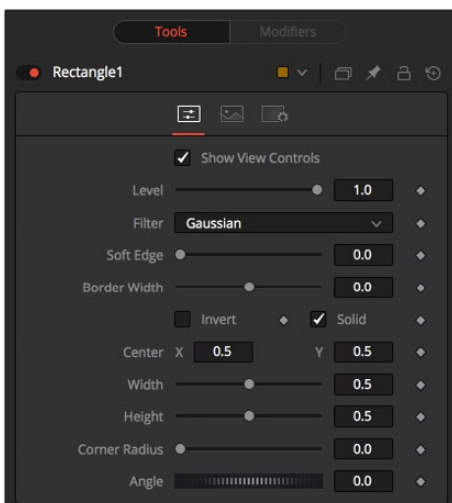 Tools Modifiers
Rectangle1
Show View Controls
Level 1.0
Filter Gaussian
Soft Edge 0.0
Border Width 0.0
Invert Solid
Center X 0.5 Y 0.5
Width 0.5
Height 0.5
Corner Radius 0.0
Angle 0.0